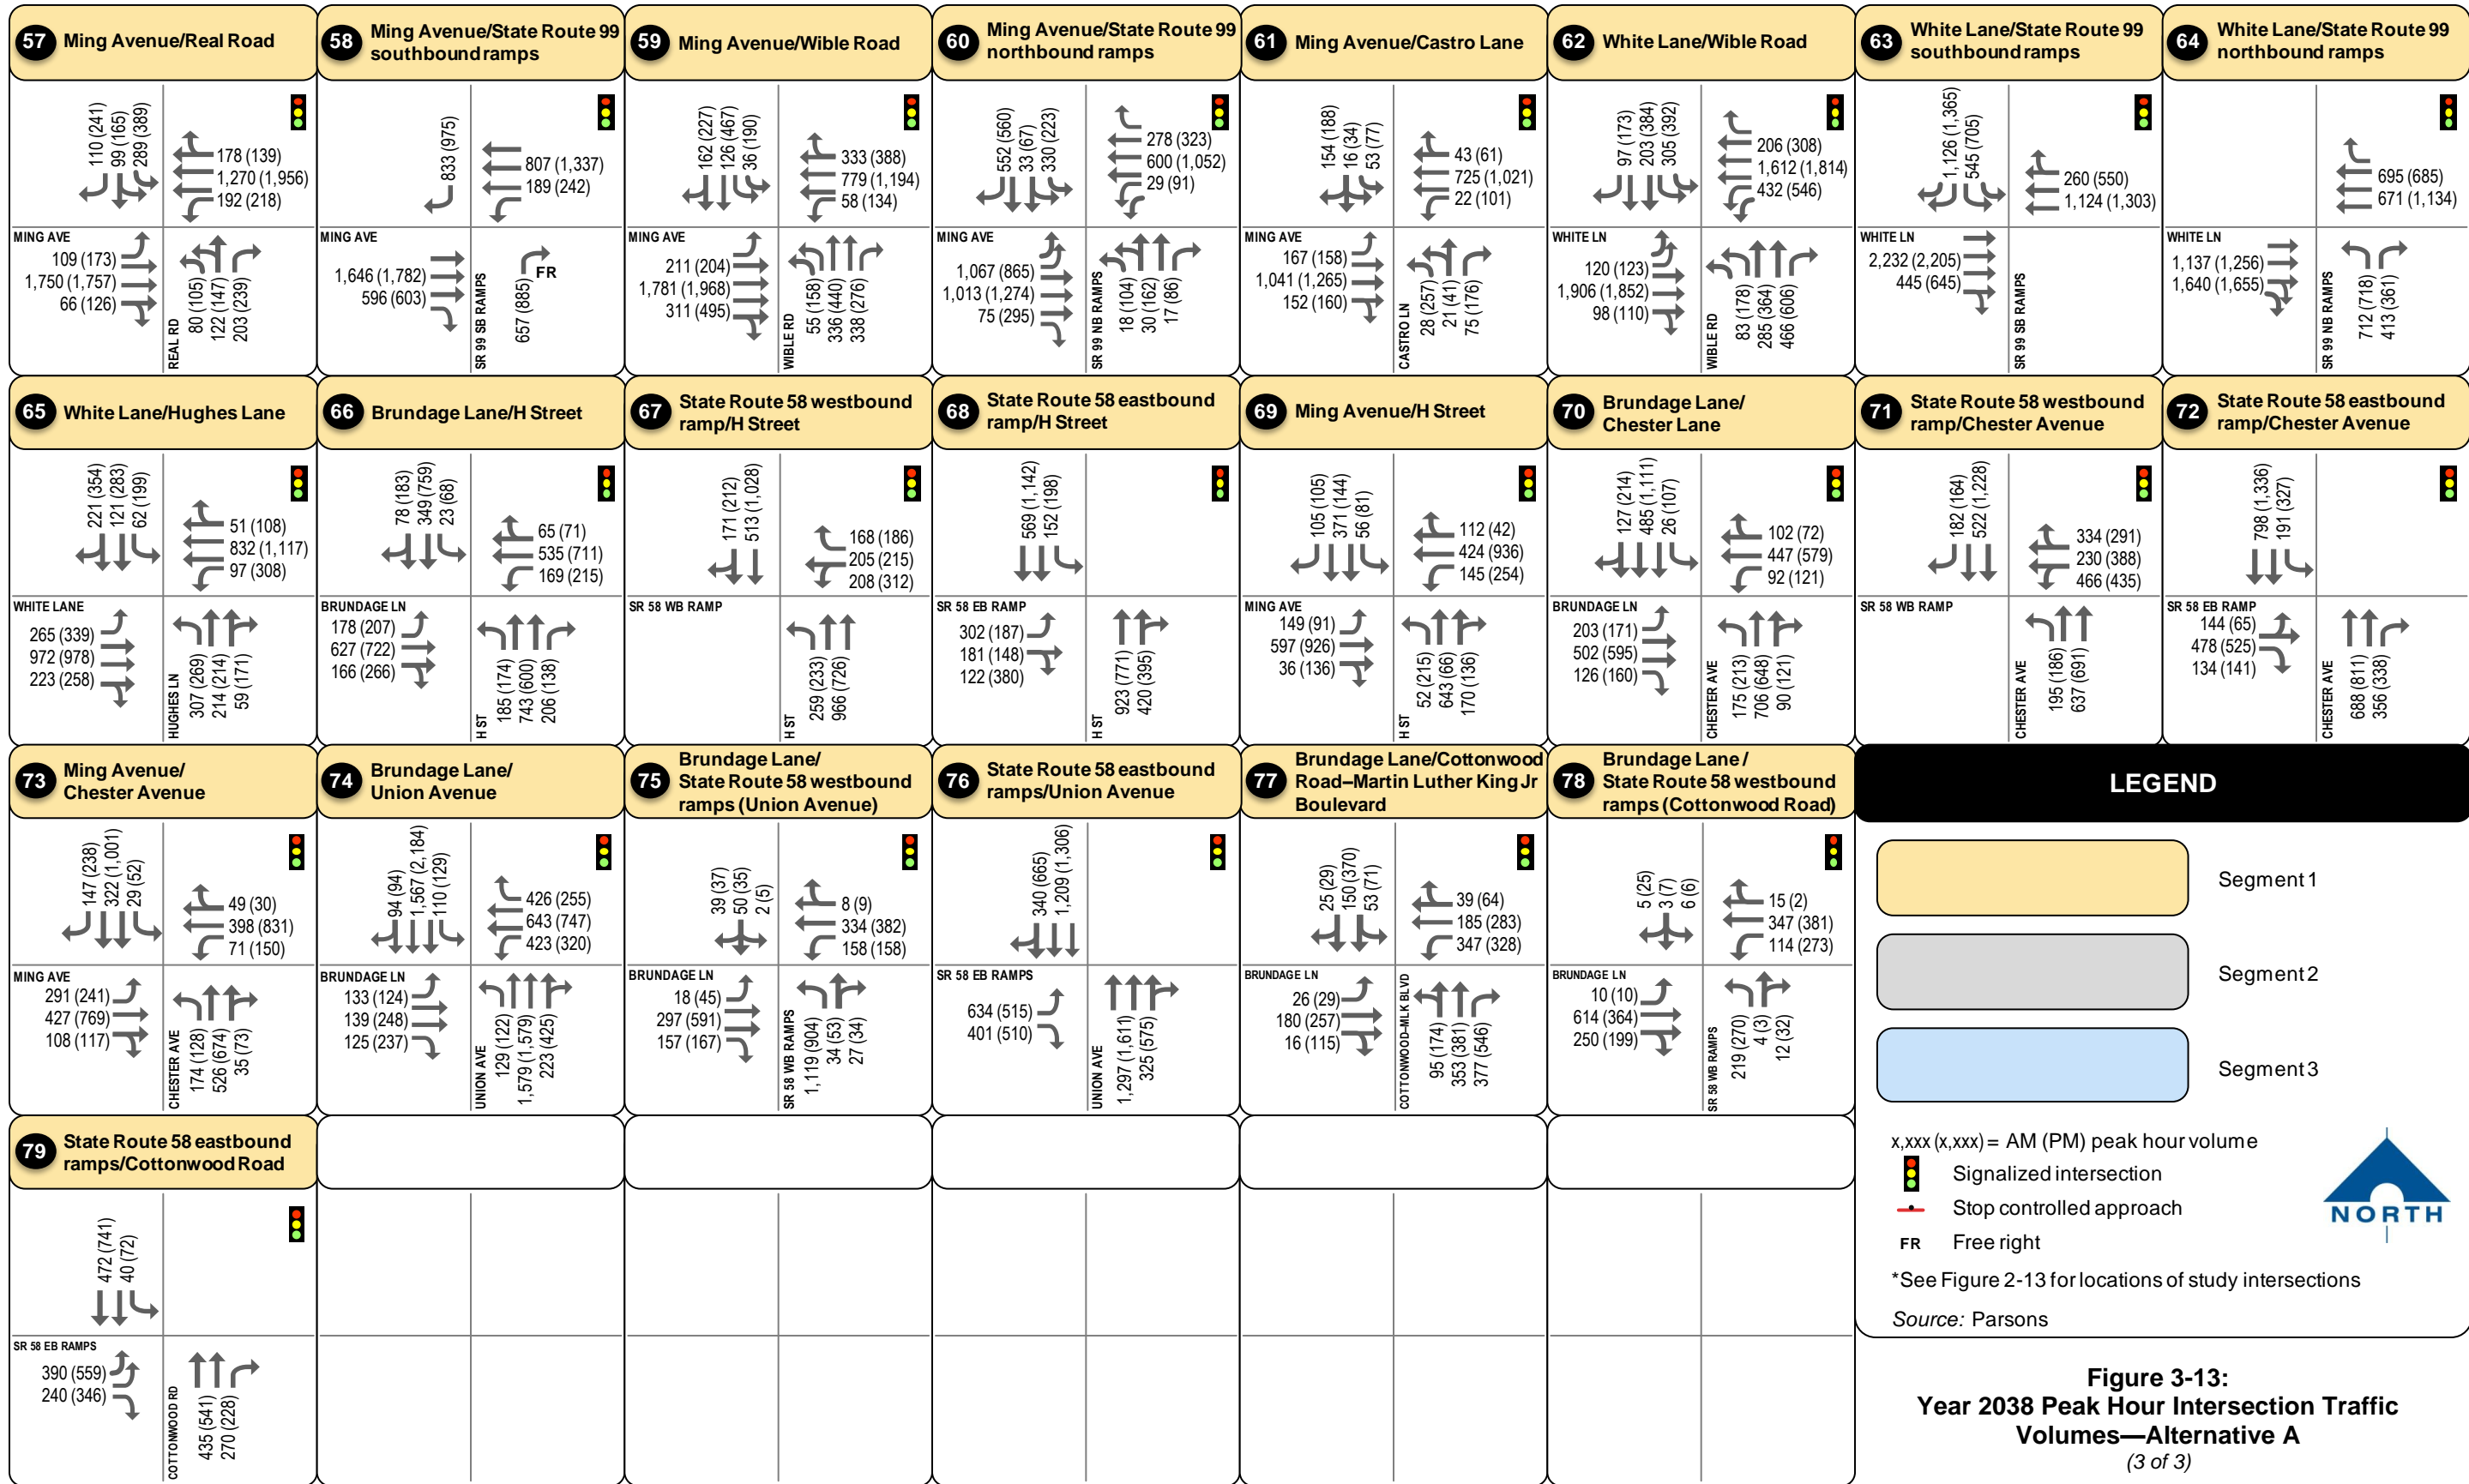 57 Ming Avenue/Real Road
110 (241)
99 (165)
289 (389)
178 (139)
1,270 (1,956)
192 (218)
MING AVE
109 (173)
1,750 (1,757)
66 (126)
REAL RD
80 (105)
122 (147)
203 (239)
58 Ming Avenue/State Route 99
southbound ramps
833 (975)
807 (1,337)
189 (242)
MING AVE
1,646 (1,782)
596 (603)
SR 99 SB RAMPS
657 (885)
FR
59 Ming Avenue/Wible Road
162 (227)
126 (467)
36 (190)
333 (388)
779 (1,194)
58 (134)
MING AVE
211 (204)
1,781 (1,968)
311 (495)
WIBLE RD
55 (158)
336 (440)
338 (276)
60 Ming Avenue/State Route 99
northbound ramps
552 (560)
33 (67)
330 (223)
278 (323)
600 (1,052)
29 (91)
MING AVE
1,067 (865)
1,013 (1,274)
75 (295)
SR 99 NB RAMPS
18 (104)
30 (162)
17 (86)
61 Ming Avenue/Castro Lane
154 (188)
16 (34)
53 (77)
43 (61)
725 (1,021)
22 (101)
MING AVE
167 (158)
1,041 (1,265)
152 (160)
CASTRO LN
28 (257)
21 (41)
75 (176)
62 White Lane/Wible Road
97 (173)
203 (384)
305 (392)
206 (308)
1,612 (1,814)
432 (546)
WHITE LN
120 (123)
1,906 (1,852)
98 (110)
WIBLE RD
83 (178)
285 (364)
466 (606)
63 White Lane/State Route 99
southbound ramps
1,126 (1,365)
545 (705)
260 (550)
1,124 (1,303)
WHITE LN
2,232 (2,205)
445 (645)
SR 99 SB RAMPS
64 White Lane/State Route 99
northbound ramps
695 (685)
671 (1,134)
WHITE LN
1,137 (1,256)
1,640 (1,655)
SR 99 NB RAMPS
712 (718)
413 (361)
65 White Lane/Hughes Lane
221 (354)
121 (283)
62 (199)
51 (108)
832 (1,117)
97 (308)
WHITE LANE
265 (339)
972 (978)
223 (258)
HUGHES LN
307 (269)
214 (214)
59 (171)
66 Brundage Lane/H Street
78 (183)
349 (759)
23 (68)
65 (71)
535 (711)
169 (215)
BRUNDAGE LN
178 (207)
627 (722)
166 (266)
H ST
185 (174)
743 (600)
206 (138)
67 State Route 58 westbound
ramp/H Street
171 (212)
513 (1,028)
168 (186)
205 (215)
208 (312)
SR 58 WB RAMP
H ST
259 (233)
966 (726)
68 State Route 58 eastbound
ramp/H Street
569 (1,142)
152 (198)
SR 58 EB RAMP
302 (187)
181 (148)
122 (380)
H ST
923 (771)
420 (395)
69 Ming Avenue/H Street
105 (105)
371 (144)
56 (81)
112 (42)
424 (936)
145 (254)
MING AVE
149 (91)
597 (926)
36 (136)
H ST
52 (215)
643 (66)
170 (136)
70 Brundage Lane/
Chester Lane
127 (214)
485 (1,111)
26 (107)
102 (72)
447 (579)
92 (121)
BRUNDAGE LN
203 (171)
502 (595)
126 (160)
CHESTER AVE
175 (213)
706 (648)
90 (121)
71 State Route 58 westbound
ramp/Chester Avenue
182 (164)
522 (1,228)
334 (291)
230 (388)
466 (435)
SR 58 WB RAMP
CHESTER AVE
195 (186)
637 (691)
72 State Route 58 eastbound
ramp/Chester Avenue
798 (1,336)
191 (327)
SR 58 EB RAMP
144 (65)
478 (525)
134 (141)
CHESTER AVE
688 (811)
356 (338)
73 Ming Avenue/
Chester Avenue
147 (238)
322 (1,001)
29 (52)
49 (30)
398 (831)
71 (150)
MING AVE
291 (241)
427 (769)
108 (117)
CHESTER AVE
174 (128)
526 (674)
35 (73)
74 Brundage Lane/
Union Avenue
94 (94)
1,567 (2,184)
110 (129)
426 (255)
643 (747)
423 (320)
BRUNDAGE LN
133 (124)
139 (248)
125 (237)
UNION AVE
129 (122)
1,579 (1,579)
223 (425)
75 Brundage Lane/
State Route 58 westbound
ramps (Union Avenue)
39 (37)
50 (35)
2 (5)
8 (9)
334 (382)
158 (158)
BRUNDAGE LN
18 (45)
297 (591)
157 (167)
SR 58 WB RAMPS
1,119 (904)
34 (53)
27 (34)
76 State Route 58 eastbound
ramps/Union Avenue
340 (665)
1,209 (1,306)
SR 58 EB RAMPS
634 (515)
401 (510)
UNION AVE
1,297 (1,611)
325 (575)
77 Brundage Lane/Cottonwood
Road–Martin Luther King Jr
Boulevard
25 (29)
150 (370)
53 (71)
39 (64)
185 (283)
347 (328)
BRUNDAGE LN
26 (29)
180 (257)
16 (115)
COTTONWOOD–MLK BLVD
95 (174)
353 (381)
377 (546)
78 Brundage Lane /
State Route 58 westbound
ramps (Cottonwood Road)
5 (25)
3 (7)
6 (6)
15 (2)
347 (381)
114 (273)
BRUNDAGE LN
10 (10)
614 (364)
250 (199)
SR 58 WB RAMPS
219 (270)
4 (3)
12 (32)
79 State Route 58 eastbound
ramps/Cottonwood Road
472 (741)
40 (72)
SR 58 EB RAMPS
390 (559)
240 (346)
COTTONWOOD RD
435 (541)
270 (228)
LEGEND
Segment 1
Segment 2
Segment 3
x,xxx (x,xxx) = AM (PM) peak hour volume
Signalized intersection
Stop controlled approach
FR Free right
*See Figure 2-13 for locations of study intersections
Source: Parsons
NORTH
Figure 3-13:
Year 2038 Peak Hour Intersection Traffic
Volumes—Alternative A
(3 of 3)